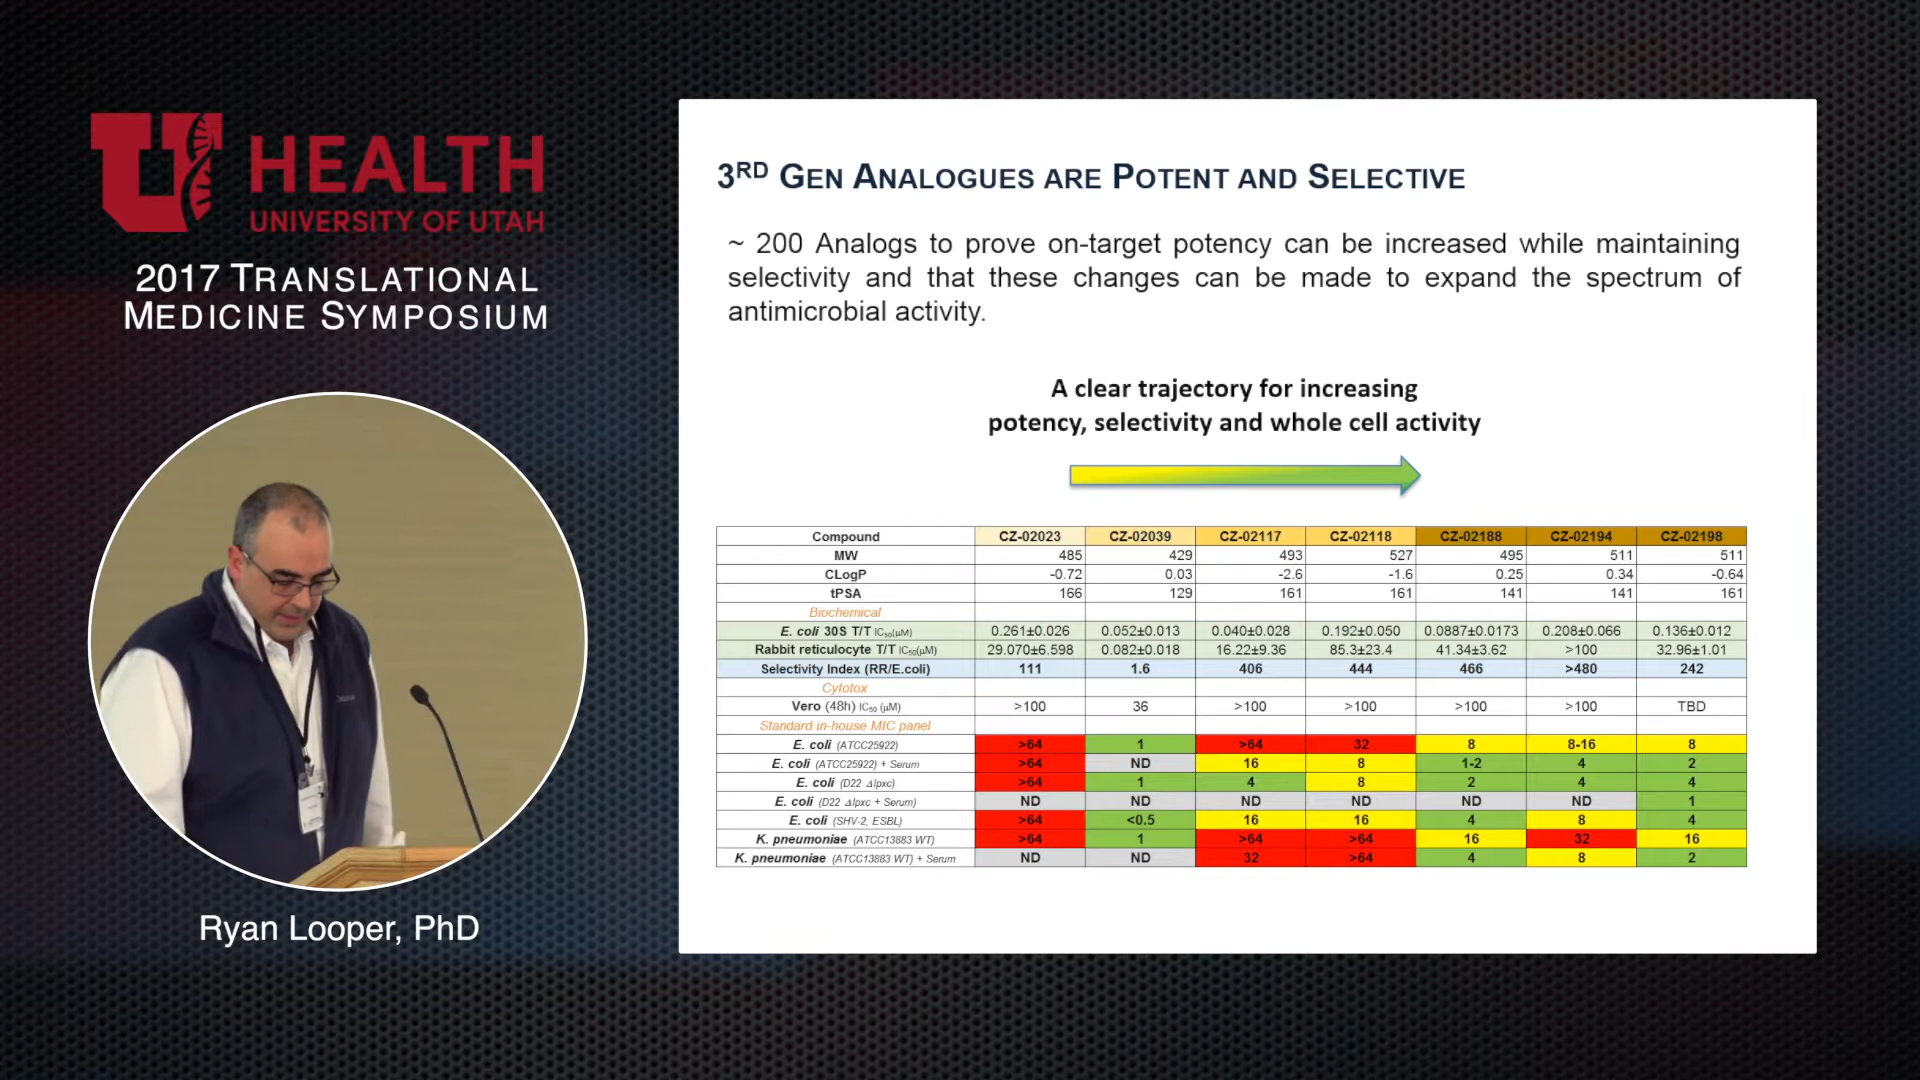 HEALTH
UNIVERSITY OF UTAH
2017 TRANSLATIONAL
MEDICINE SYMPOSIUM
Ryan Looper, PhD
3RD GEN ANALOGUES ARE POTENT AND SELECTIVE
~ 200 Analogs to prove on-target potency can be increased while maintaining
selectivity and that these changes can be made to expand the spectrum of
antimicrobial activity.
A clear trajectory for increasing
potency, selectivity and whole cell activity
Compound CZ-02023 CZ-02039 CZ-02117 CZ-02118 CZ-02188 CZ-02194 CZ-02198
MW 485 429 493 527 495 511 511
CLogP -0.72 0.03 -2.6 -1.6 0.25 0.34 -0.64
tPSA 166 129 161 161 141 141 161
Biochemical
E. coli 30S T/T IC50(µM) 0.261±0.026 0.052±0.013 0.040±0.028 0.192±0.050 0.0887±0.0173 0.208±0.066 0.136±0.012
Rabbit reticulocyte T/T IC50(µM) 29.070±6.598 0.082±0.018 16.22±9.36 85.3±23.4 41.34±3.62 >100 32.96±1.01
Selectivity Index (RR/E.coli) 111 1.6 406 444 466 >480 242
Cytotox
Vero (48h) IC50 (µM) >100 36 >100 >100 >100 >100 TBD
Standard in-house MIC panel
E. coli (ATCC25922) >64 1 >64 32 8 8-16 8
E. coli (ATCC25922) + Serum >64 ND 16 8 1-2 4 2
E. coli (D22 Δlpxc) >64 1 4 8 2 4 4
E. coli (D22 Δlpxc + Serum) ND ND ND ND ND ND 1
E. coli (SHV-2, ESBL) >64 <0.5 16 16 4 8 4
K. pneumoniae (ATCC13883 WT) >64 1 >64 >64 16 32 16
K. pneumoniae (ATCC13883 WT) + Serum ND ND 32 >64 4 8 2